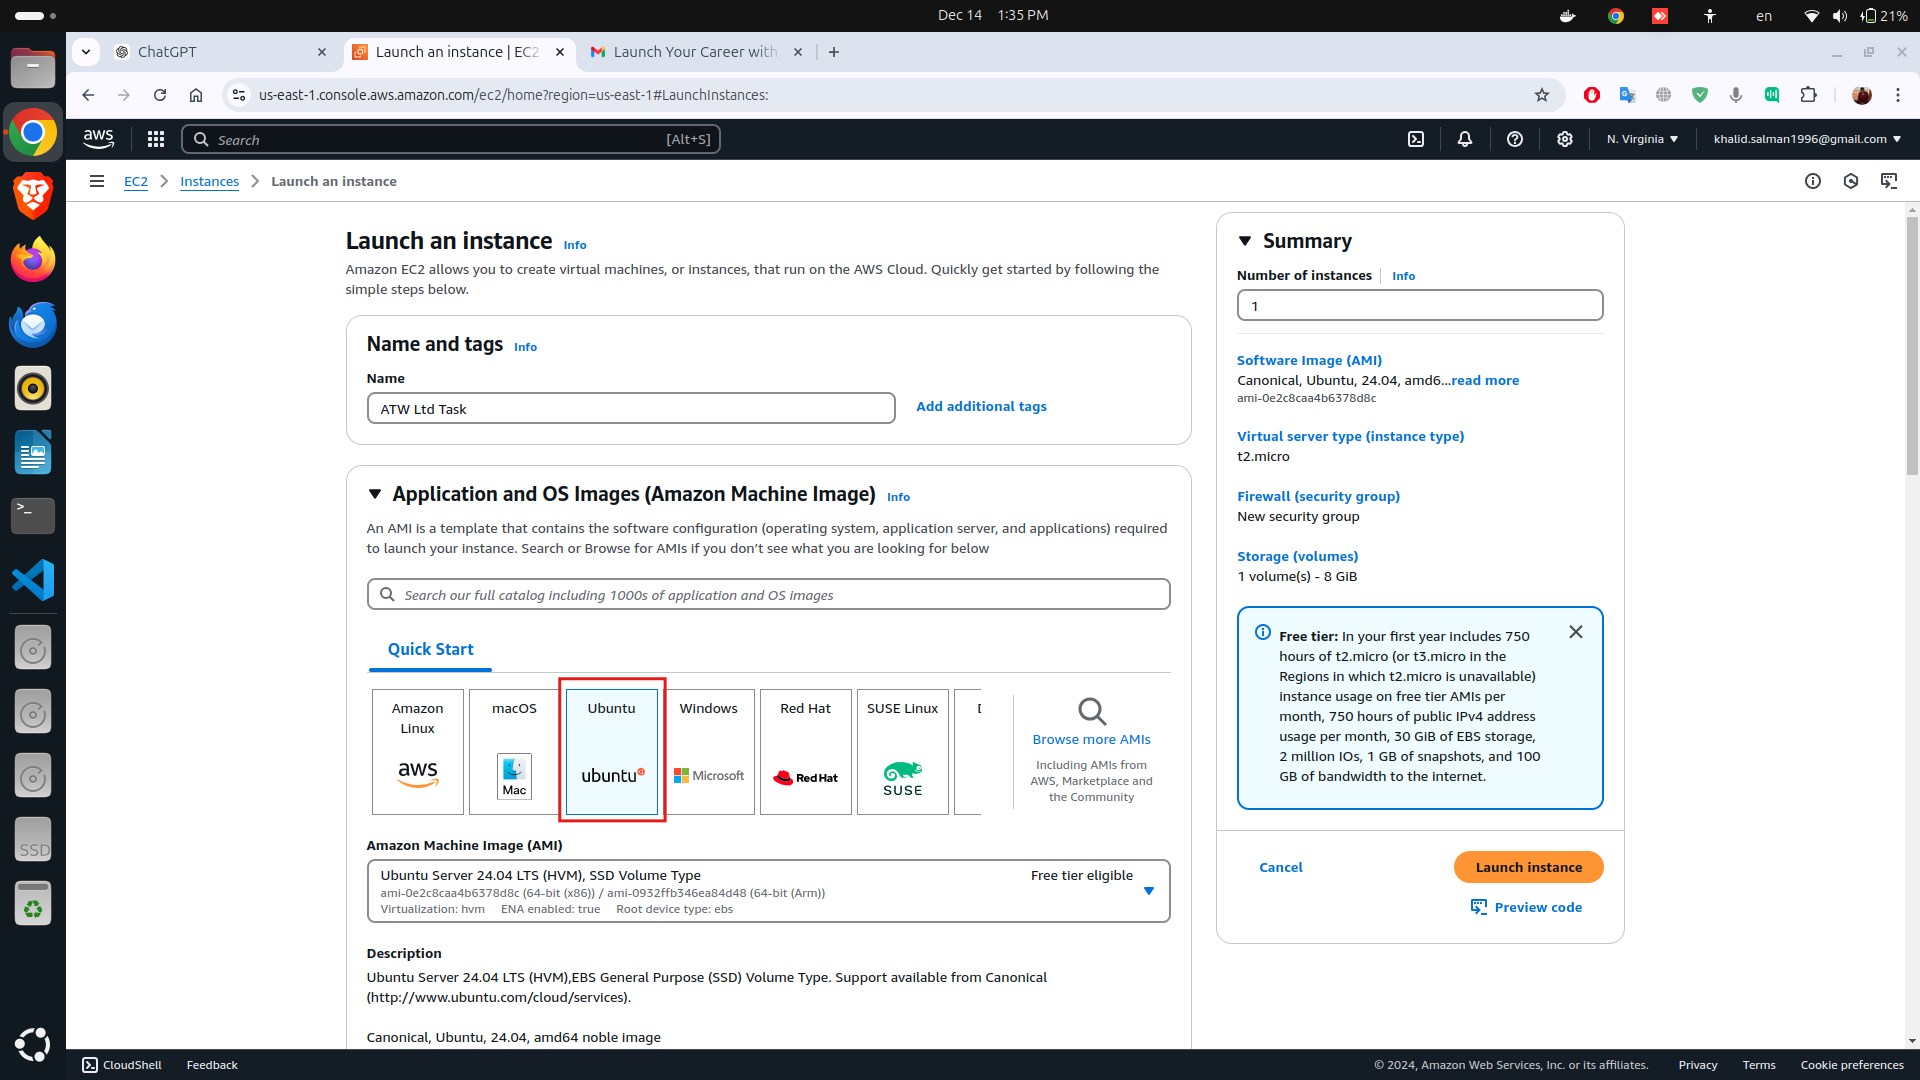 Dec 14 1:35 PM
en
21%
ChatGPT
Launch an instance | EC2
Launch Your Career with
us-east-1.console.aws.amazon.com/ec2/home?region=us-east-1#LaunchInstances:
aws
Search
[Alt+S]
N. Virginia
khalid.salman1996@gmail.com
EC2
Instances
Launch an instance
Launch an instance Info
Amazon EC2 allows you to create virtual machines, or instances, that run on the AWS Cloud. Quickly get started by following the
simple steps below.
Name and tags Info
Name
ATW Ltd Task
Add additional tags
Application and OS Images (Amazon Machine Image) Info
An AMI is a template that contains the software configuration (operating system, application server, and applications) required
to launch your instance. Search or Browse for AMIs if you don’t see what you are looking for below
Search our full catalog including 1000s of application and OS images
Quick Start
Amazon
Linux
aws
macOS
Mac
Ubuntu
ubuntu
Windows
Microsoft
Red Hat
Red Hat
SUSE Linux
SUSE
Browse more AMIs
Including AMIs from
AWS, Marketplace and
the Community
Amazon Machine Image (AMI)
Ubuntu Server 24.04 LTS (HVM), SSD Volume Type
Free tier eligible
ami-0e2c8caa4b6378d8c (64-bit (x86)) / ami-0932ffb346ea84d48 (64-bit (Arm))
Virtualization: hvm ENA enabled: true Root device type: ebs
Description
Ubuntu Server 24.04 LTS (HVM),EBS General Purpose (SSD) Volume Type. Support available from Canonical
(http://www.ubuntu.com/cloud/services).
Canonical, Ubuntu, 24.04, amd64 noble image
Summary
Number of instances Info
1
Software Image (AMI)
Canonical, Ubuntu, 24.04, amd6...read more
ami-0e2c8caa4b6378d8c
Virtual server type (instance type)
t2.micro
Firewall (security group)
New security group
Storage (volumes)
1 volume(s) - 8 GiB
Free tier: In your first year includes 750
hours of t2.micro (or t3.micro in the
Regions in which t2.micro is unavailable)
instance usage on free tier AMIs per
month, 750 hours of public IPv4 address
usage per month, 30 GiB of EBS storage,
2 million IOs, 1 GB of snapshots, and 100
GB of bandwidth to the internet.
Cancel
Launch instance
Preview code
SSD
CloudShell
Feedback
© 2024, Amazon Web Services, Inc. or its affiliates.
Privacy
Terms
Cookie preferences